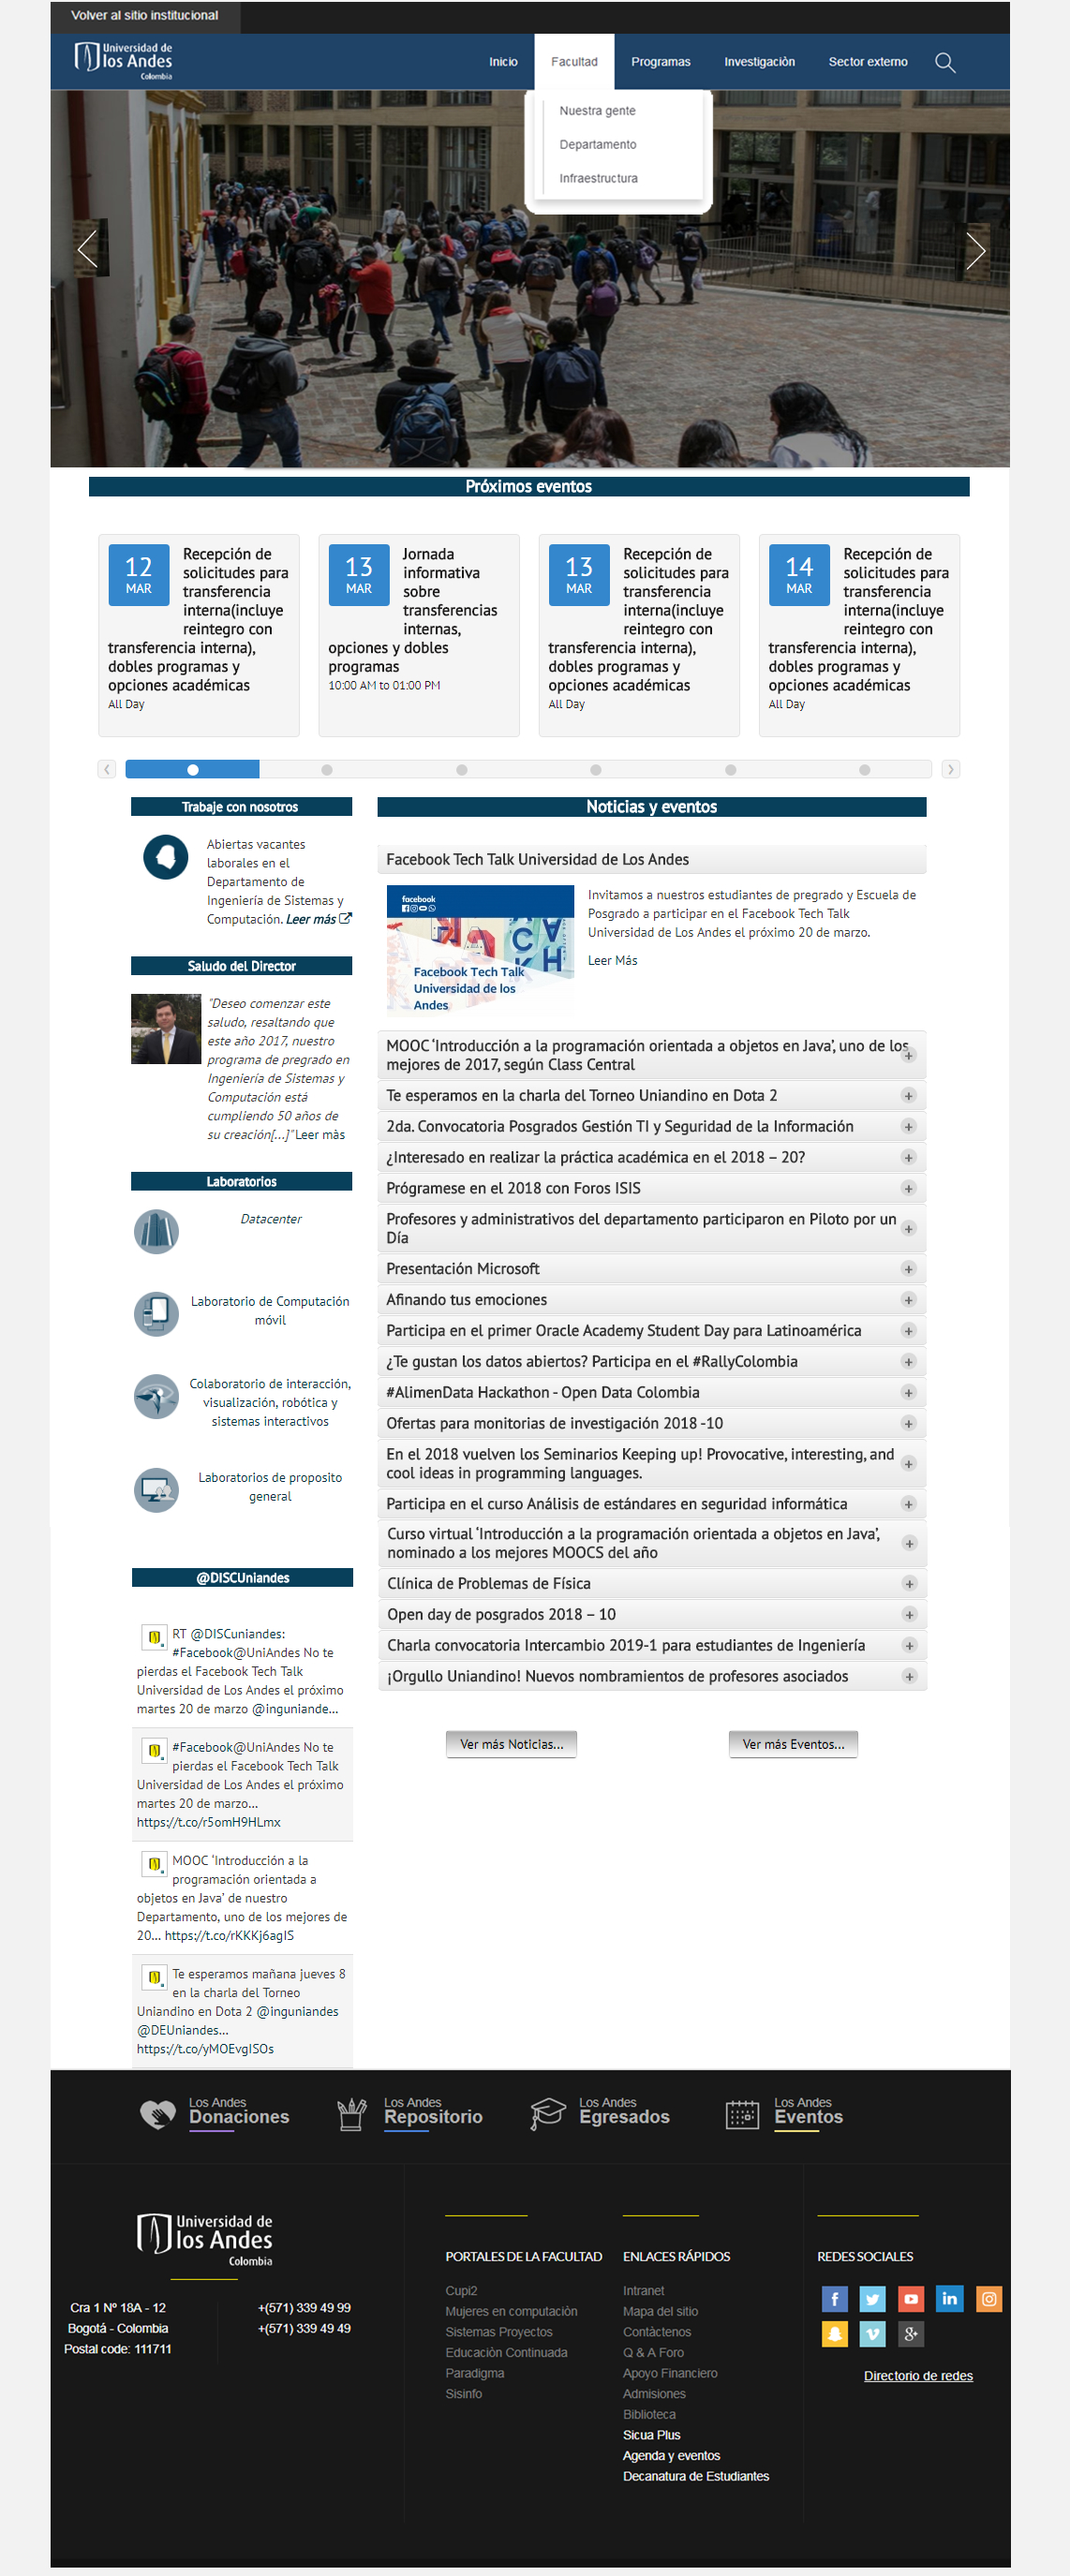 Volver al sitio institucional
Universidad de
los Andes
Colombia
Inicio
Facultad
Programas
Investigaciòn
Sector externo
Nuestra gente
Departamento
Infraestructura
Próximos eventos
12
MAR
Recepción de
solicitudes para
transferencia
interna(incluye
reintegro con
transferencia interna),
dobles programas y
opciones académicas
All Day
13
MAR
Jornada
informativa
sobre
transferencias
internas,
opciones y dobles
programas
10:00 AM to 01:00 PM
13
MAR
Recepción de
solicitudes para
transferencia
interna(incluye
reintegro con
transferencia interna),
dobles programas y
opciones académicas
All Day
14
MAR
Recepción de
solicitudes para
transferencia
interna(incluye
reintegro con
transferencia interna),
dobles programas y
opciones académicas
All Day
Trabaje con nosotros
Abiertas vacantes
laborales en el
Departamento de
Ingeniería de Sistemas y
Computación. Leer más
Saludo del Director
"Deseo comenzar este
saludo, resaltando que
este año 2017, nuestro
programa de pregrado en
Ingeniería de Sistemas y
Computación está
cumpliendo 50 años de
su creación[...]" Leer màs
Laboratorios
Datacenter
Laboratorio de Computación
móvil
Colaboratorio de interacción,
visualización, robótica y
sistemas interactivos
Laboratorios de proposito
general
@DISCUniandes
RT @DISCuniandes:
#Facebook@UniAndes No te
pierdas el Facebook Tech Talk
Universidad de Los Andes el próximo
martes 20 de marzo @inguniande…
#Facebook@UniAndes No te
pierdas el Facebook Tech Talk
Universidad de Los Andes el próximo
martes 20 de marzo…
https://t.co/r5omH9HLmx
MOOC ‘Introducción a la
programación orientada a
objetos en Java’ de nuestro
Departamento, uno de los mejores de
20… https://t.co/rKKKj6agIS
Te esperamos mañana jueves 8
en la charla del Torneo
Uniandino en Dota 2 @inguniandes
@DEUniandes…
https://t.co/yMOEvgISOs
Noticias y eventos
Facebook Tech Talk Universidad de Los Andes
facebook
Facebook Tech Talk
Universidad de los
Andes
Invitamos a nuestros estudiantes de pregrado y Escuela de
Posgrado a participar en el Facebook Tech Talk
Universidad de Los Andes el próximo 20 de marzo.
Leer Más
MOOC ‘Introducción a la programación orientada a objetos en Java’, uno de los
mejores de 2017, según Class Central
Te esperamos en la charla del Torneo Uniandino en Dota 2
2da. Convocatoria Posgrados Gestión TI y Seguridad de la Información
¿Interesado en realizar la práctica académica en el 2018 – 20?
Prógramese en el 2018 con Foros ISIS
Profesores y administrativos del departamento participaron en Piloto por un
Día
Presentación Microsoft
Afinando tus emociones
Participa en el primer Oracle Academy Student Day para Latinoamérica
¿Te gustan los datos abiertos? Participa en el #RallyColombia
#AlimenData Hackathon - Open Data Colombia
Ofertas para monitorias de investigación 2018 -10
En el 2018 vuelven los Seminarios Keeping up! Provocative, interesting, and
cool ideas in programming languages.
Participa en el curso Análisis de estándares en seguridad informática
Curso virtual ‘Introducción a la programación orientada a objetos en Java’,
nominado a los mejores MOOCS del año
Clínica de Problemas de Física
Open day de posgrados 2018 – 10
Charla convocatoria Intercambio 2019-1 para estudiantes de Ingeniería
¡Orgullo Uniandino! Nuevos nombramientos de profesores asociados
Ver más Noticias...
Ver más Eventos...
Los Andes
Donaciones
Los Andes
Repositorio
Los Andes
Egresados
Los Andes
Eventos
Universidad de
los Andes
Colombia
Cra 1 Nº 18A - 12
Bogotá - Colombia
Postal code: 111711
+(571) 339 49 99
+(571) 339 49 49
PORTALES DE LA FACULTAD
Cupi2
Mujeres en computaciòn
Sistemas Proyectos
Educaciòn Continuada
Paradigma
Sisinfo
ENLACES RÁPIDOS
Intranet
Mapa del sitio
Contàctenos
Q & A Foro
Apoyo Financiero
Admisiones
Biblioteca
Sicua Plus
Agenda y eventos
Decanatura de Estudiantes
REDES SOCIALES
Directorio de redes